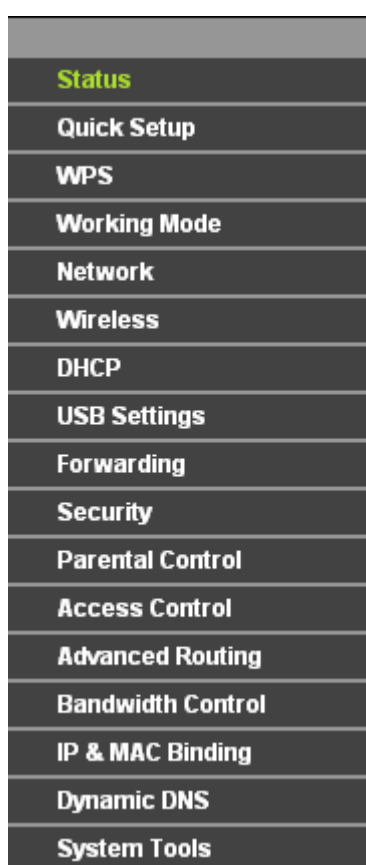 Status
Quick Setup
WPS
Working Mode
Network
Wireless
DHCP
USB Settings
Forwarding
Security
Parental Control
Access Control
Advanced Routing
Bandwidth Control
IP & MAC Binding
Dynamic DNS
System Tools